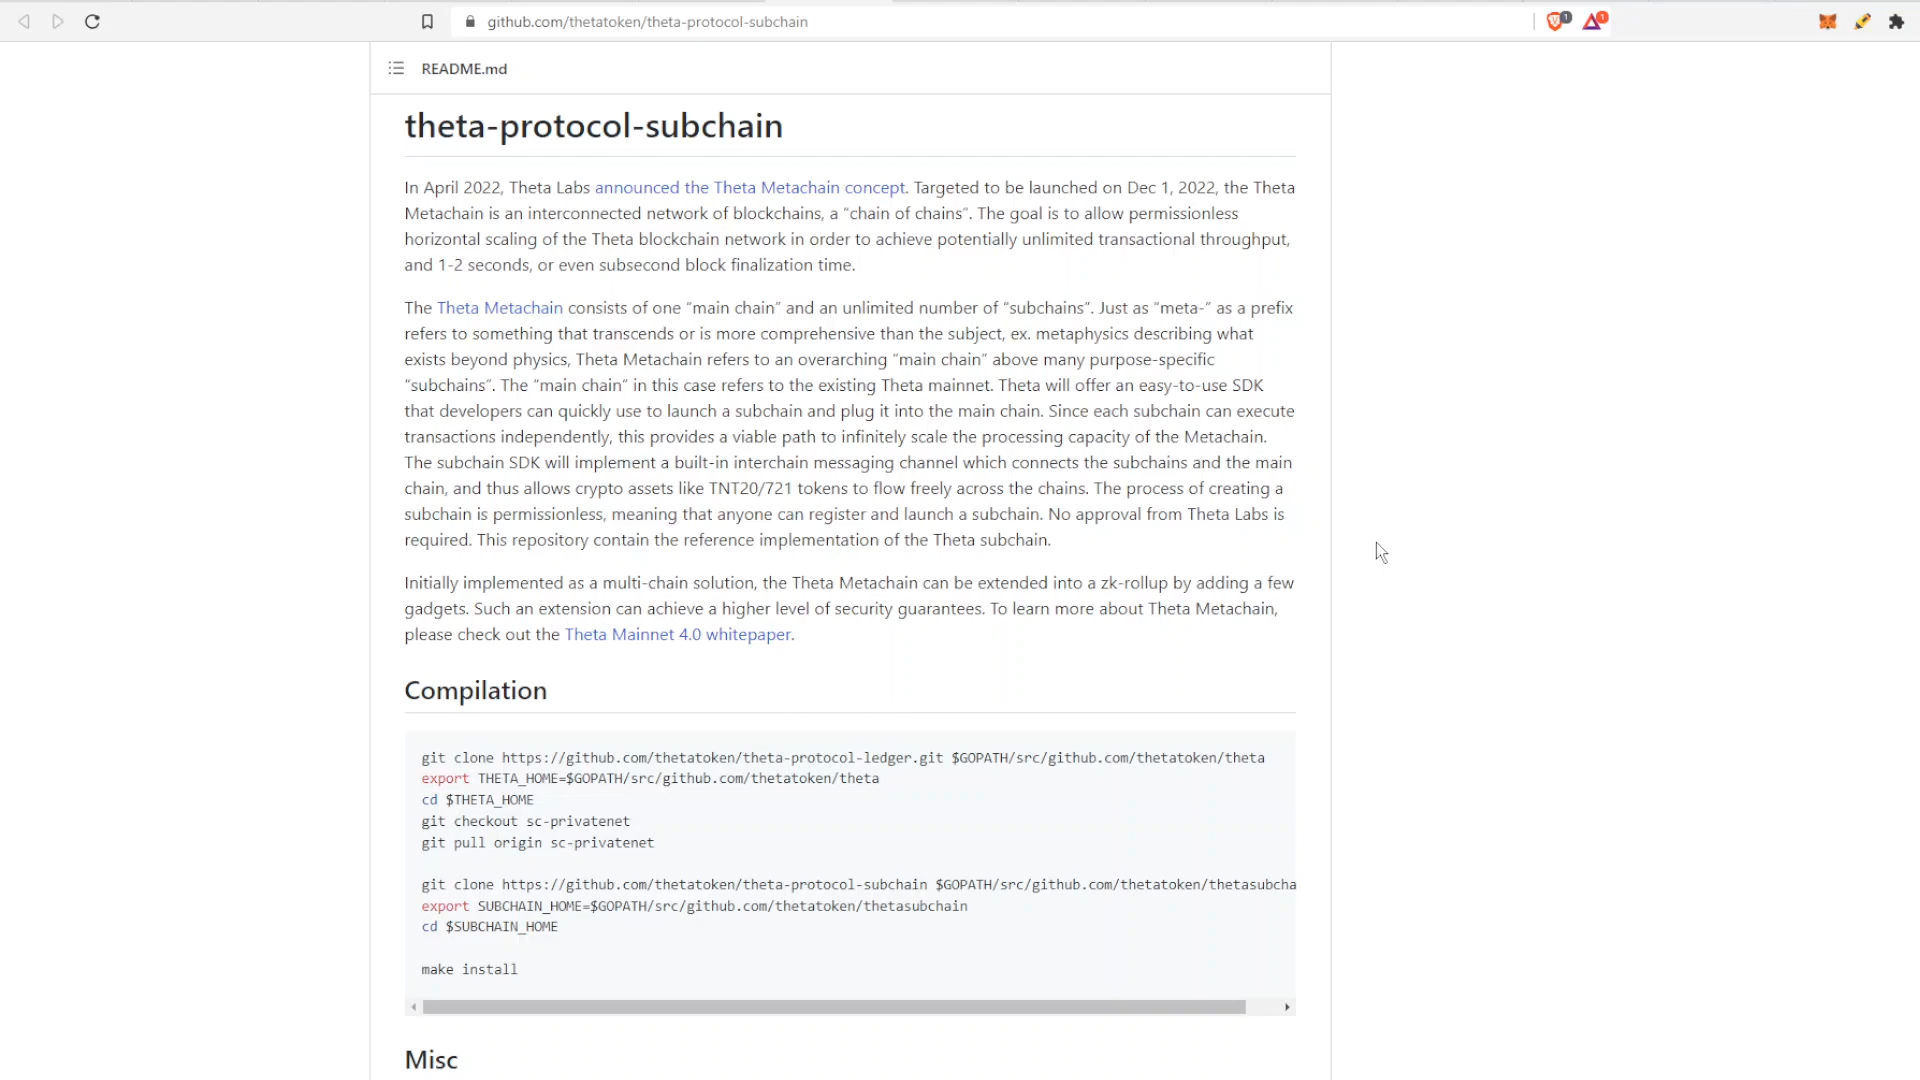 github.com/thetatoken/theta-protocol-subchain
1
1
README.md
theta-protocol-subchain
In April 2022, Theta Labs announced the Theta Metachain concept. Targeted to be launched on Dec 1, 2022, the Theta
Metachain is an interconnected network of blockchains, a “chain of chains”. The goal is to allow permissionless
horizontal scaling of the Theta blockchain network in order to achieve potentially unlimited transactional throughput,
and 1-2 seconds, or even subsecond block finalization time.
The Theta Metachain consists of one “main chain” and an unlimited number of “subchains”. Just as “meta-” as a prefix
refers to something that transcends or is more comprehensive than the subject, ex. metaphysics describing what
exists beyond physics, Theta Metachain refers to an overarching “main chain” above many purpose-specific
“subchains”. The “main chain” in this case refers to the existing Theta mainnet. Theta will offer an easy-to-use SDK
that developers can quickly use to launch a subchain and plug it into the main chain. Since each subchain can execute
transactions independently, this provides a viable path to infinitely scale the processing capacity of the Metachain.
The subchain SDK will implement a built-in interchain messaging channel which connects the subchains and the main
chain, and thus allows crypto assets like TNT20/721 tokens to flow freely across the chains. The process of creating a
subchain is permissionless, meaning that anyone can register and launch a subchain. No approval from Theta Labs is
required. This repository contain the reference implementation of the Theta subchain.
Initially implemented as a multi-chain solution, the Theta Metachain can be extended into a zk-rollup by adding a few
gadgets. Such an extension can achieve a higher level of security guarantees. To learn more about Theta Metachain,
please check out the Theta Mainnet 4.0 whitepaper.
Compilation
git clone https://github.com/thetatoken/theta-protocol-ledger.git $GOPATH/src/github.com/thetatoken/theta
export THETA_HOME=$GOPATH/src/github.com/thetatoken/theta
cd $THETA_HOME
git checkout sc-privatenet
git pull origin sc-privatenet
git clone https://github.com/thetatoken/theta-protocol-subchain $GOPATH/src/github.com/thetatoken/thetasubcha
export SUBCHAIN_HOME=$GOPATH/src/github.com/thetatoken/thetasubchain
cd $SUBCHAIN_HOME
make install
Misc